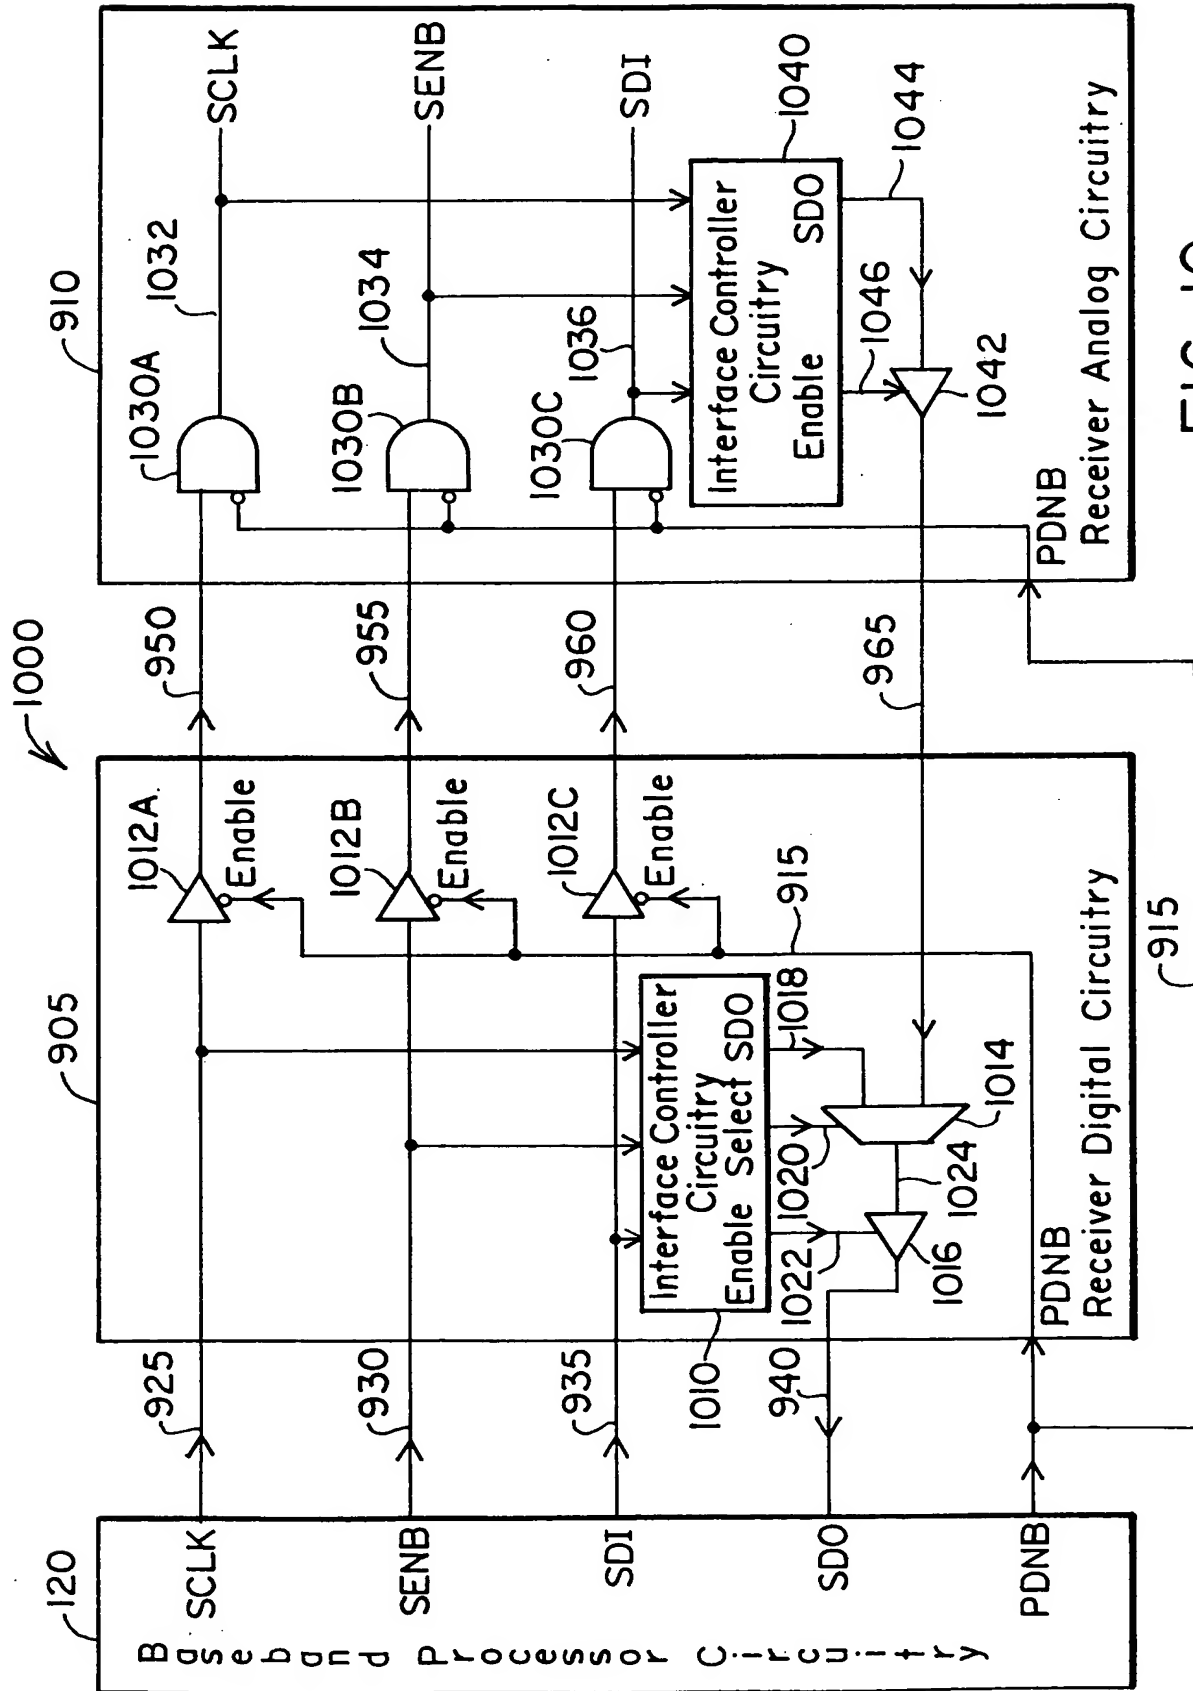 1000
120
Baseband Processor Circuitry
SCLK
SENB
SDI
SDO
PDNB
925
930
935
940
905
1012A
Enable
1012B
Enable
1012C
Enable
915
Interface Controller
Circuitry
Enable Select SDO
1010
1018
1020
1022
1014
1024
1016
PDNB
Receiver Digital Circuitry
915
950
955
960
965
910
1030A
1030B
1030C
1032
1034
1036
SCLK
SENB
SDI
Interface Controller
Circuitry
Enable SDO
1040
1044
1046
1042
PDNB
Receiver Analog Circuitry